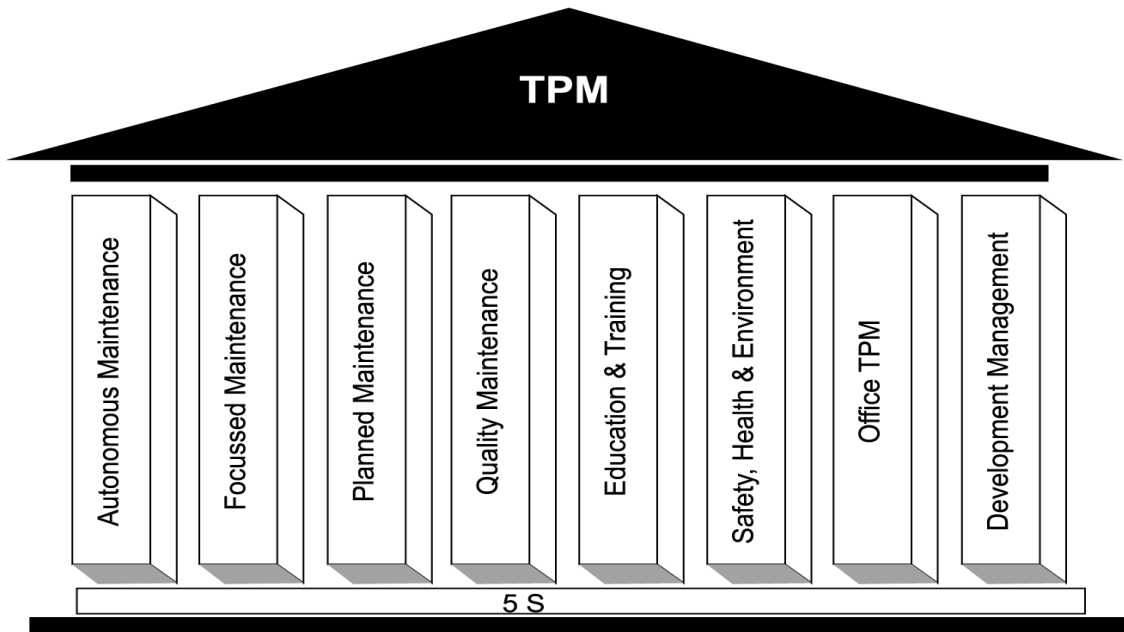 TPM
Autonomous Maintenance
Focussed Maintenance
Planned Maintenance
Quality Maintenance
Education & Training
Safety, Health & Environment
Office TPM
Development Management
5 S